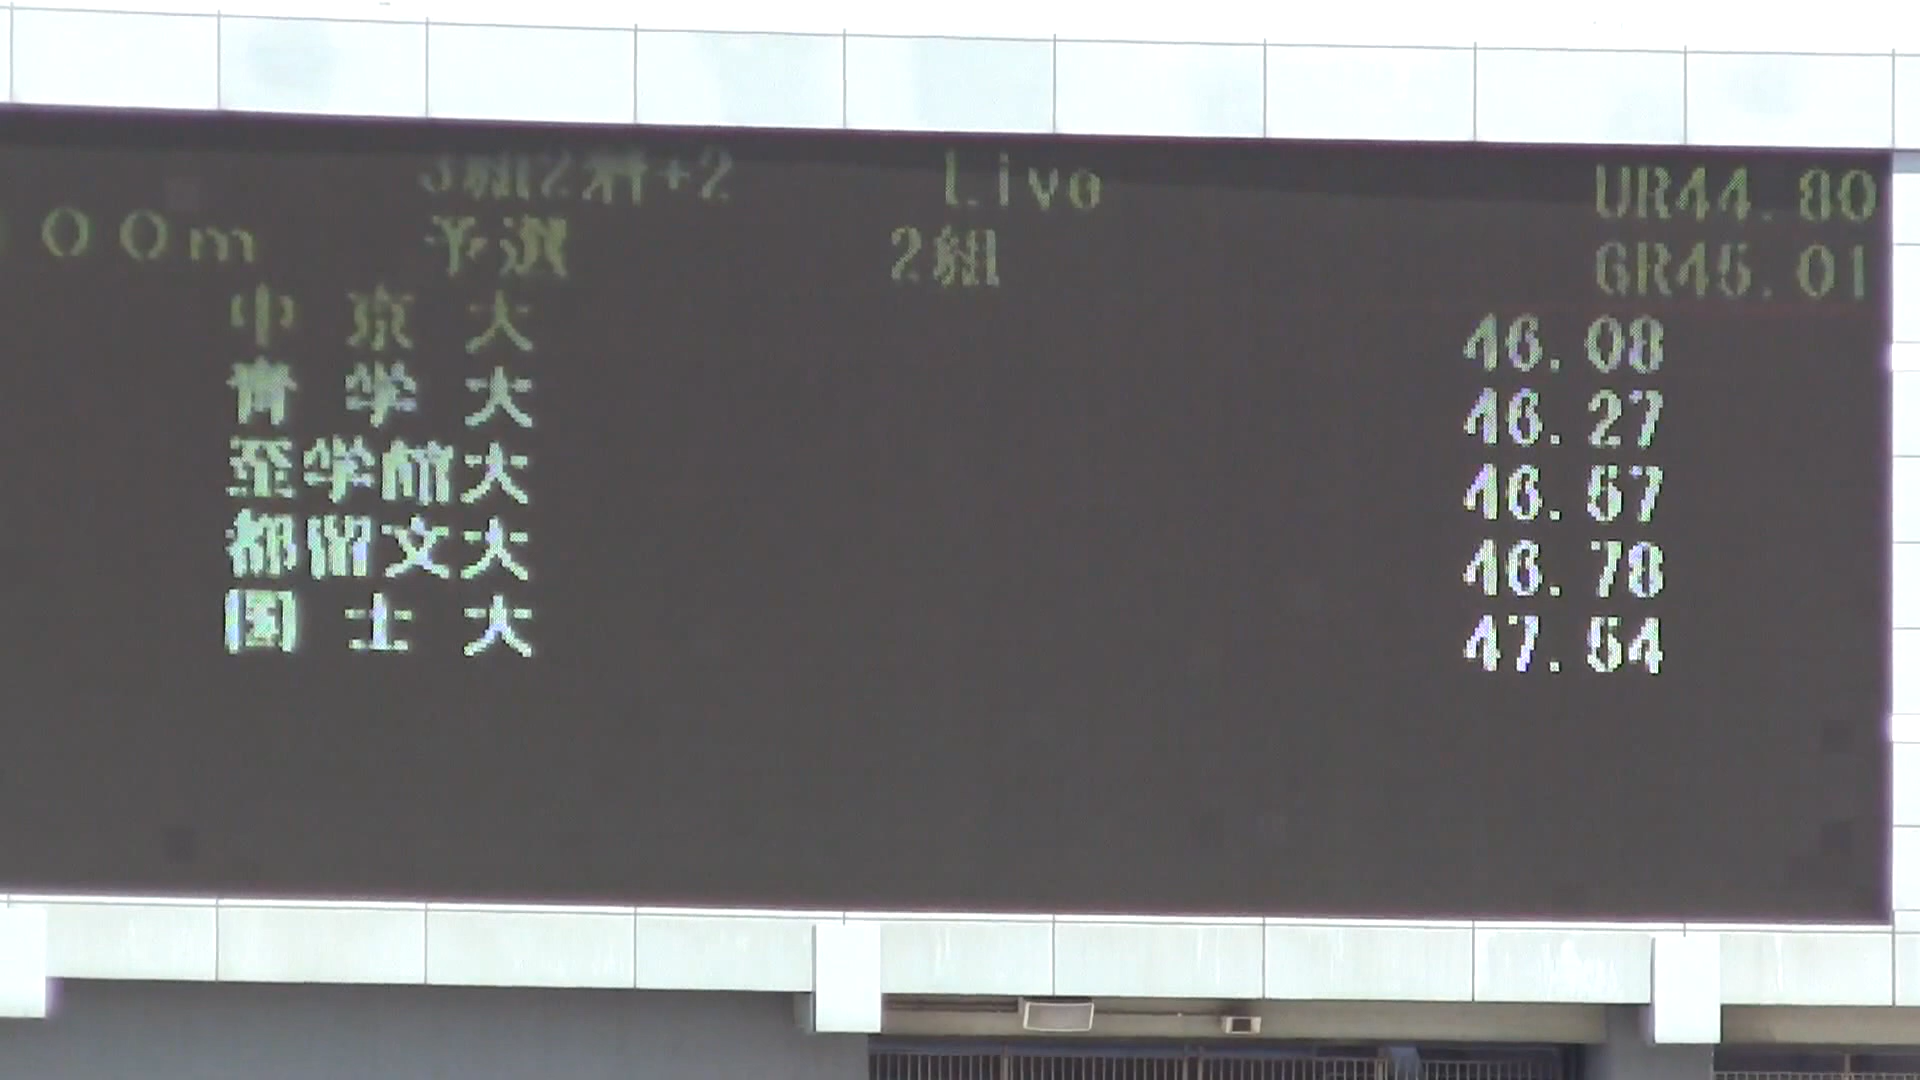 3組2着+2 Live UR44.80
00m 予選 2組 GR45.01
中京大 46.08
青学大 46.27
至学館大 46.57
都留文大 46.78
国士大 47.54